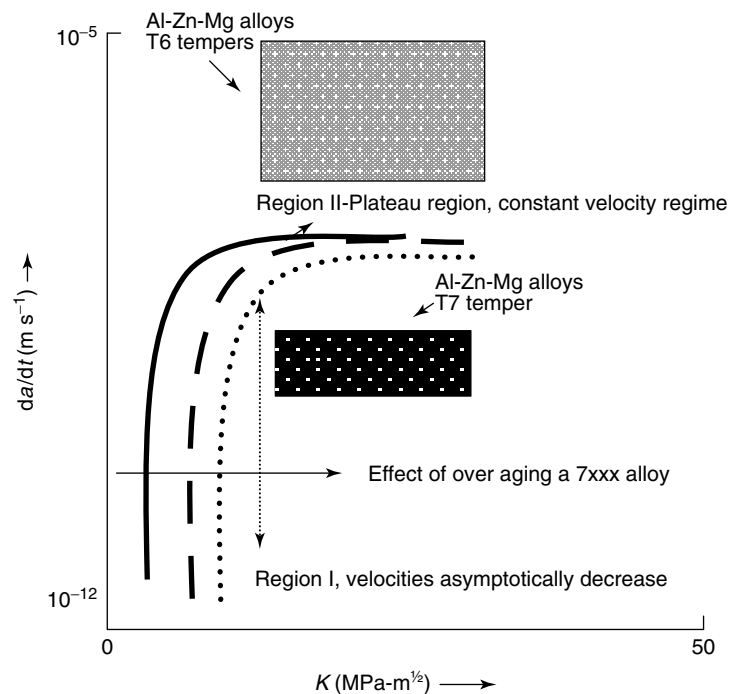 Al-Zn-Mg alloys
T6 tempers
10⁻⁵
Region II-Plateau region, constant velocity regime
Al-Zn-Mg alloys
T7 temper
da/dt (m s⁻¹)
Effect of over aging a 7xxx alloy
Region I, velocities asymptotically decrease
10⁻¹²
0
50
K (MPa-m½)